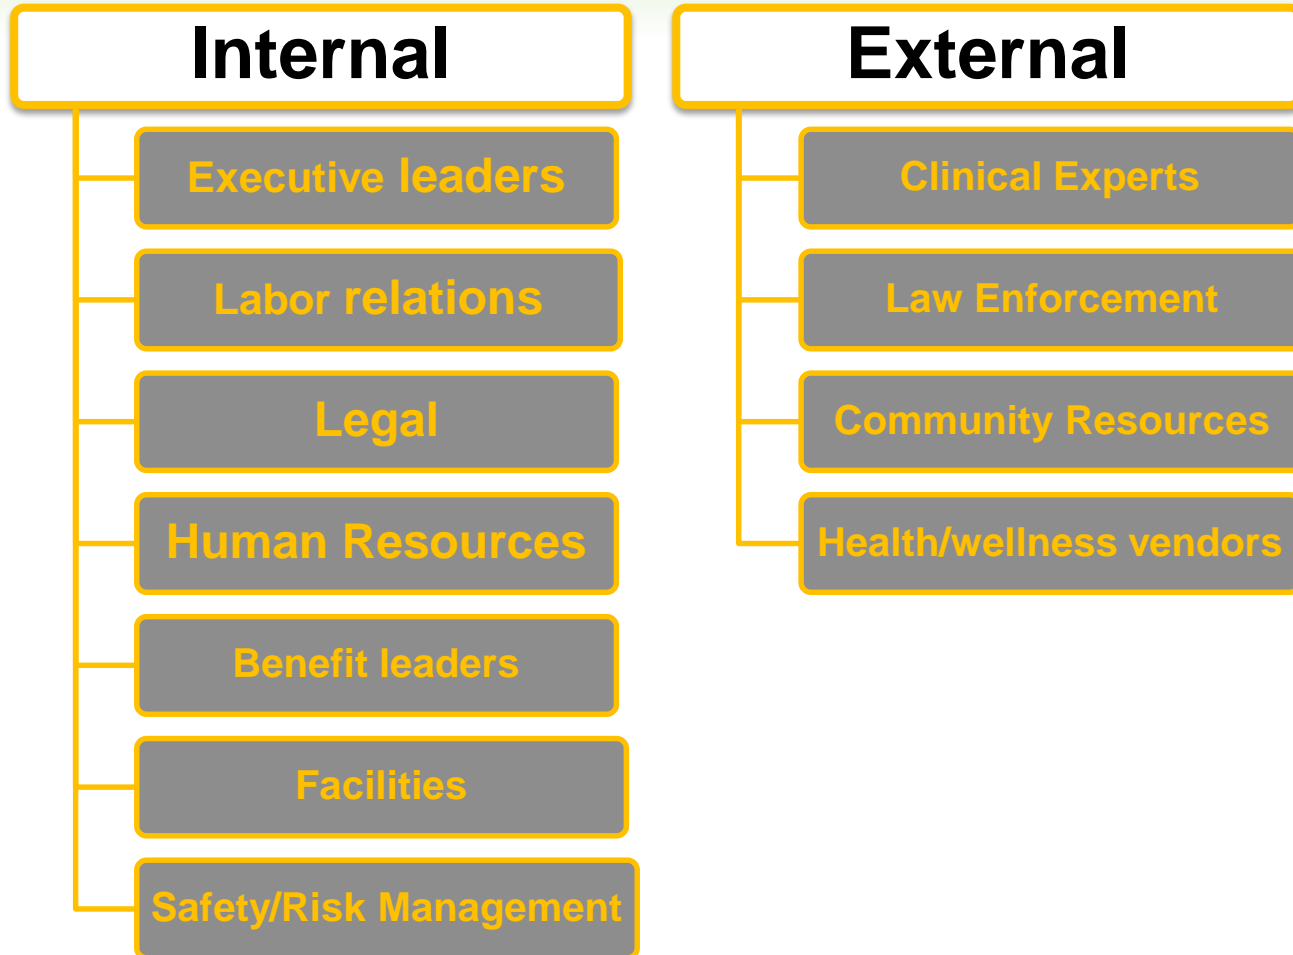 Internal
Executive leaders
Labor relations
Legal
Human Resources
Benefit leaders
Facilities
Safety/Risk Management
External
Clinical Experts
Law Enforcement
Community Resources
Health/wellness vendors